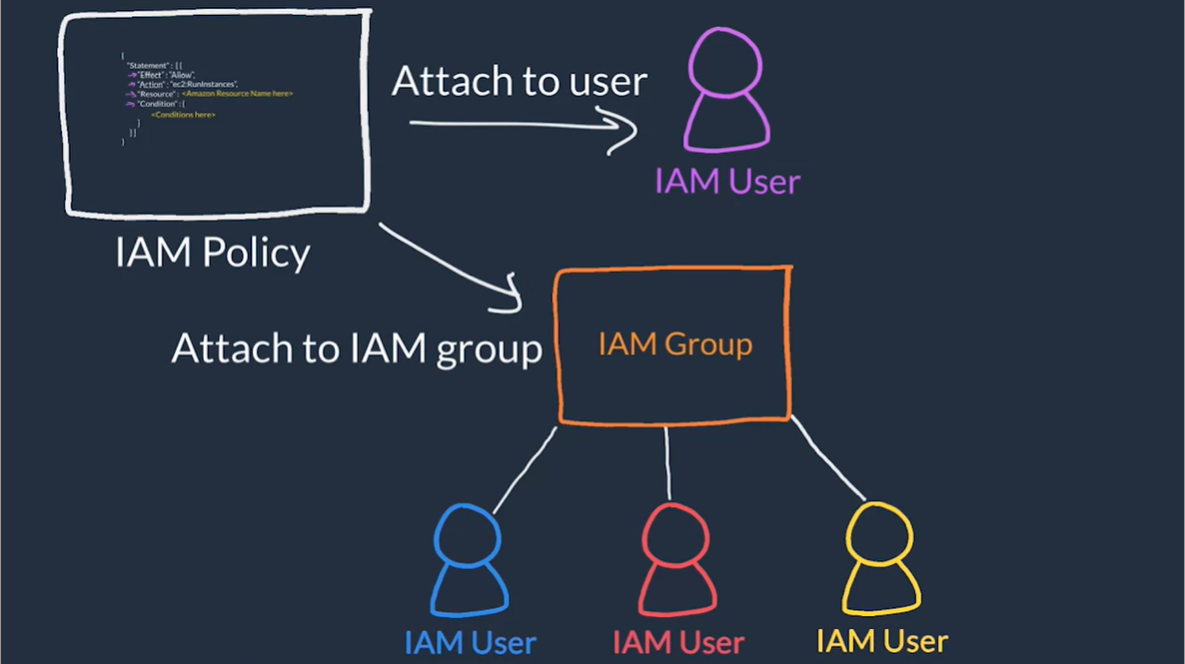 {
"Statement" : [{
"Effect" : "Allow",
"Action" : "ec2:RunInstances",
"Resource" : <Amazon Resource Name here>
"Condition" : {
<Conditions here>
}
}]
}
IAM Policy
Attach to user
IAM User
Attach to IAM group
IAM Group
IAM User
IAM User
IAM User